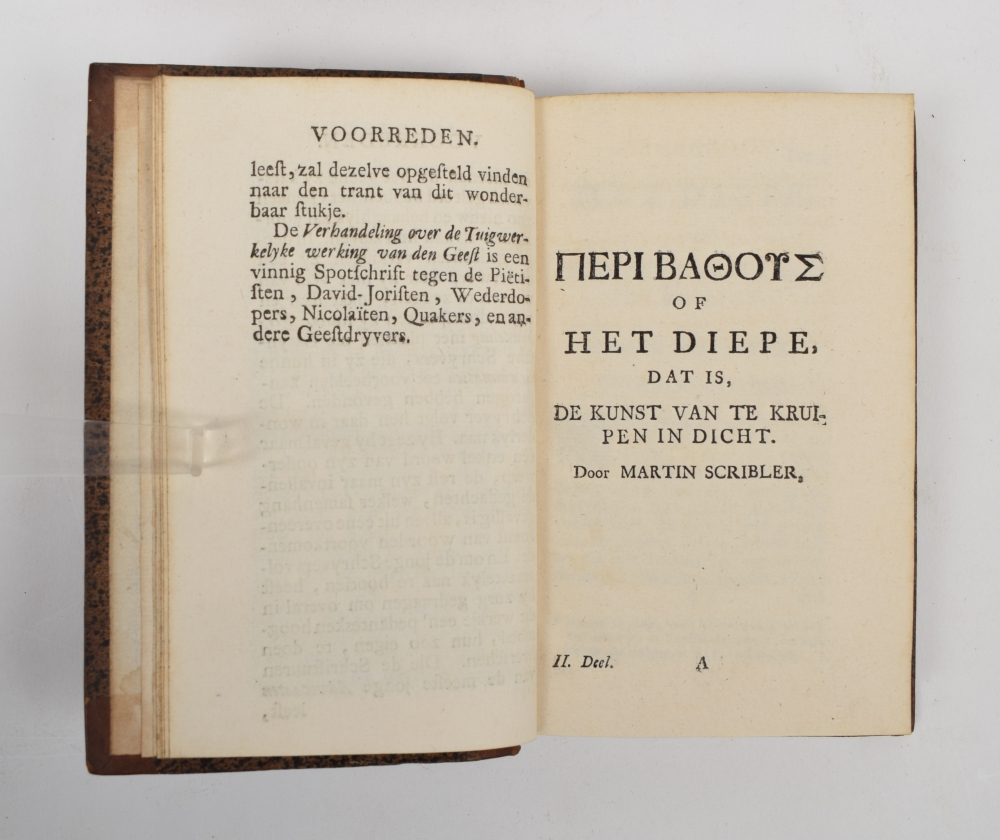 VOORREDEN.
leeſt, zal dezelve opgeſteld vinden
naar den trant van dit wonder-
baar ſtukje.
De Verhandeling over de Tuigwer-
kelyke werking van den Geeſt is een
vinnig Spotſchrift tegen de Piëti-
ſten, David-Joriſten, Wederdo-
pers, Nicolaïten, Quakers, en an-
dere Geeſtdryvers.
ΠΕΡΙ ΒΑΘΟΥΣ
OF
HET DIEPE,
DAT IS,
DE KUNST VAN TE KRUI-
PEN IN DICHT.
Door MARTIN SCRIBLER,
II. Deel. A